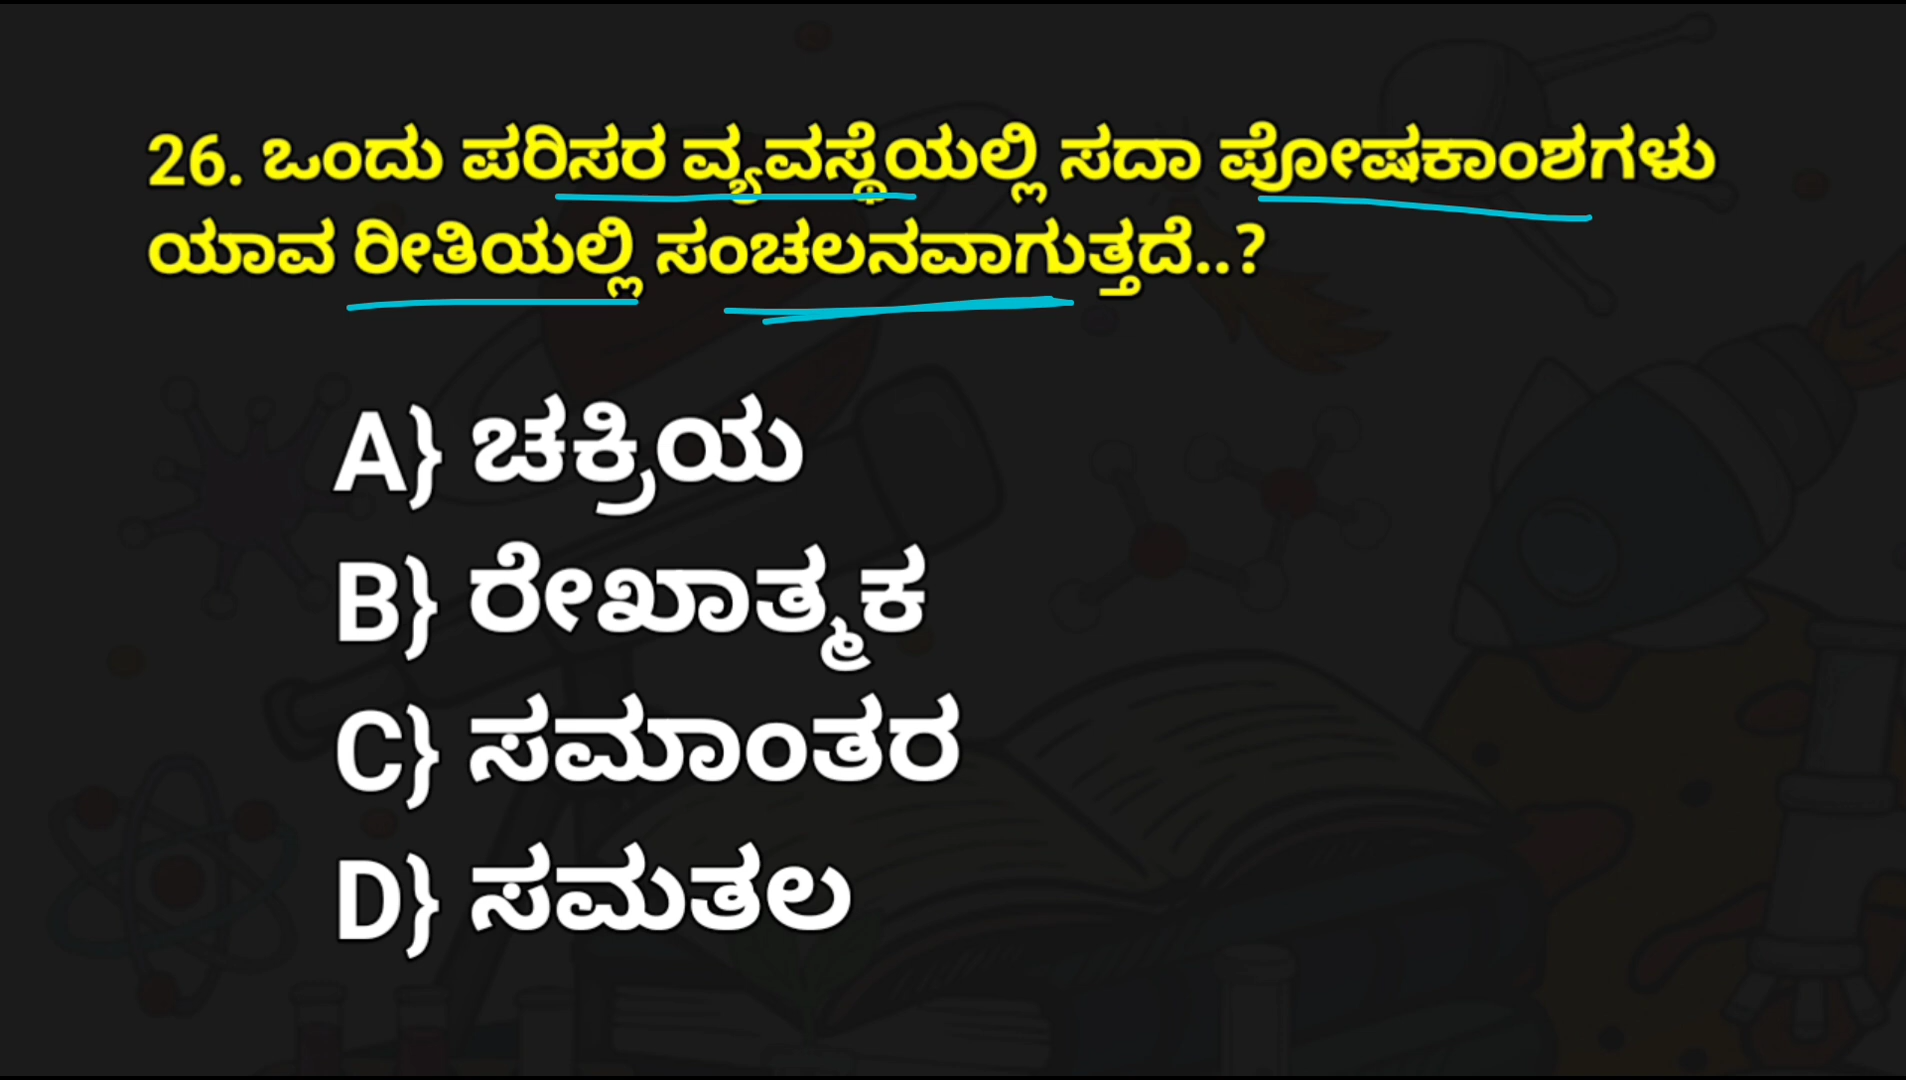 26. ಒಂದು ಪರಿಸರ ವ್ಯವಸ್ಥೆಯಲ್ಲಿ ಸದಾ ಪೋಷಕಾಂಶಗಳು
ಯಾವ ರೀತಿಯಲ್ಲಿ ಸಂಚಲನವಾಗುತ್ತದೆ..?
A} ಚಕ್ರಿಯ
B} ರೇಖಾತ್ಮಕ
C} ಸಮಾಂತರ
D} ಸಮತಲ